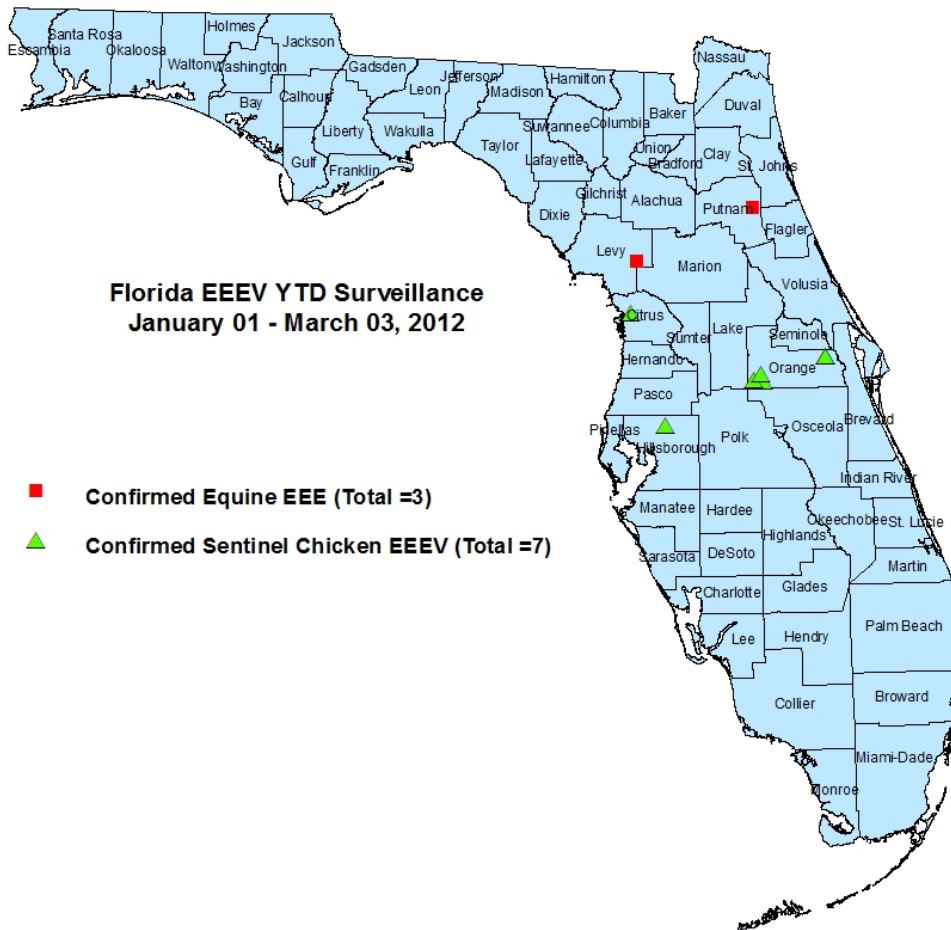 Holmes
Santa Rosa
Jackson
Escambia
Okaloosa
Walton
Washington
Gadsden
Nassau
Jefferson
Hamilton
Leon
Madison
Bay
Calhoun
Baker
Duval
Columbia
Suwannee
Liberty
Wakulla
Taylor
Union
Clay
Gulf
Franklin
Lafayette
Bradford
St. Johns
Gilchrist
Alachua
Putnam
Dixie
Flagler
Levy
Marion
Volusia
Florida EEEV YTD Surveillance
January 01 - March 03, 2012
Citrus
Lake
Sumter
Seminole
Hernando
Orange
Pasco
Brevard
Pinellas
Polk
Osceola
Hillsborough
Indian River
Confirmed Equine EEE (Total =3)
Manatee
Hardee
Okeechobee
St. Lucie
Highlands
Confirmed Sentinel Chicken EEEV (Total =7)
Sarasota
DeSoto
Martin
Charlotte
Glades
Palm Beach
Lee
Hendry
Collier
Broward
Miami-Dade
Monroe